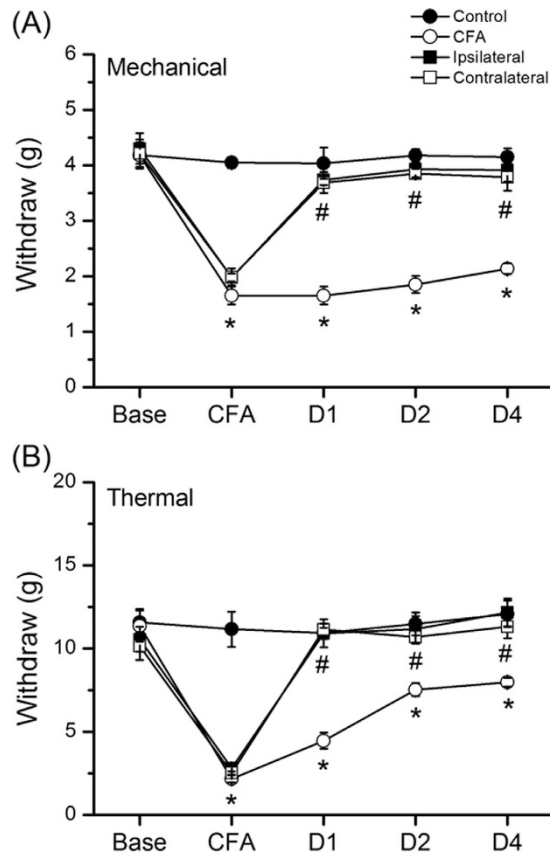 (A)
Control
CFA
Ipsilateral
Contralateral
Mechanical
Withdraw (g)
6
5
4
3
2
1
0
#
#
#
*
*
*
*
Base
CFA
D1
D2
D4
(B)
Thermal
Withdraw (g)
20
15
10
5
0
#
#
#
*
*
*
*
Base
CFA
D1
D2
D4